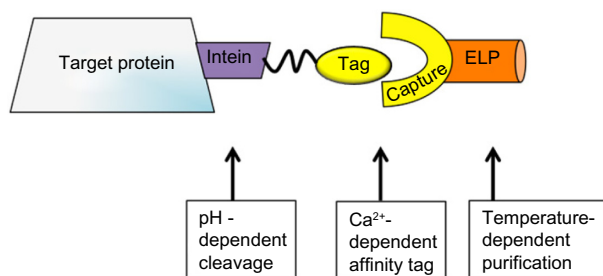 Target protein
Intein
Tag
Capture
ELP
pH -
dependent
cleavage
Ca²⁺-
dependent
affinity tag
Temperature-
dependent
purification